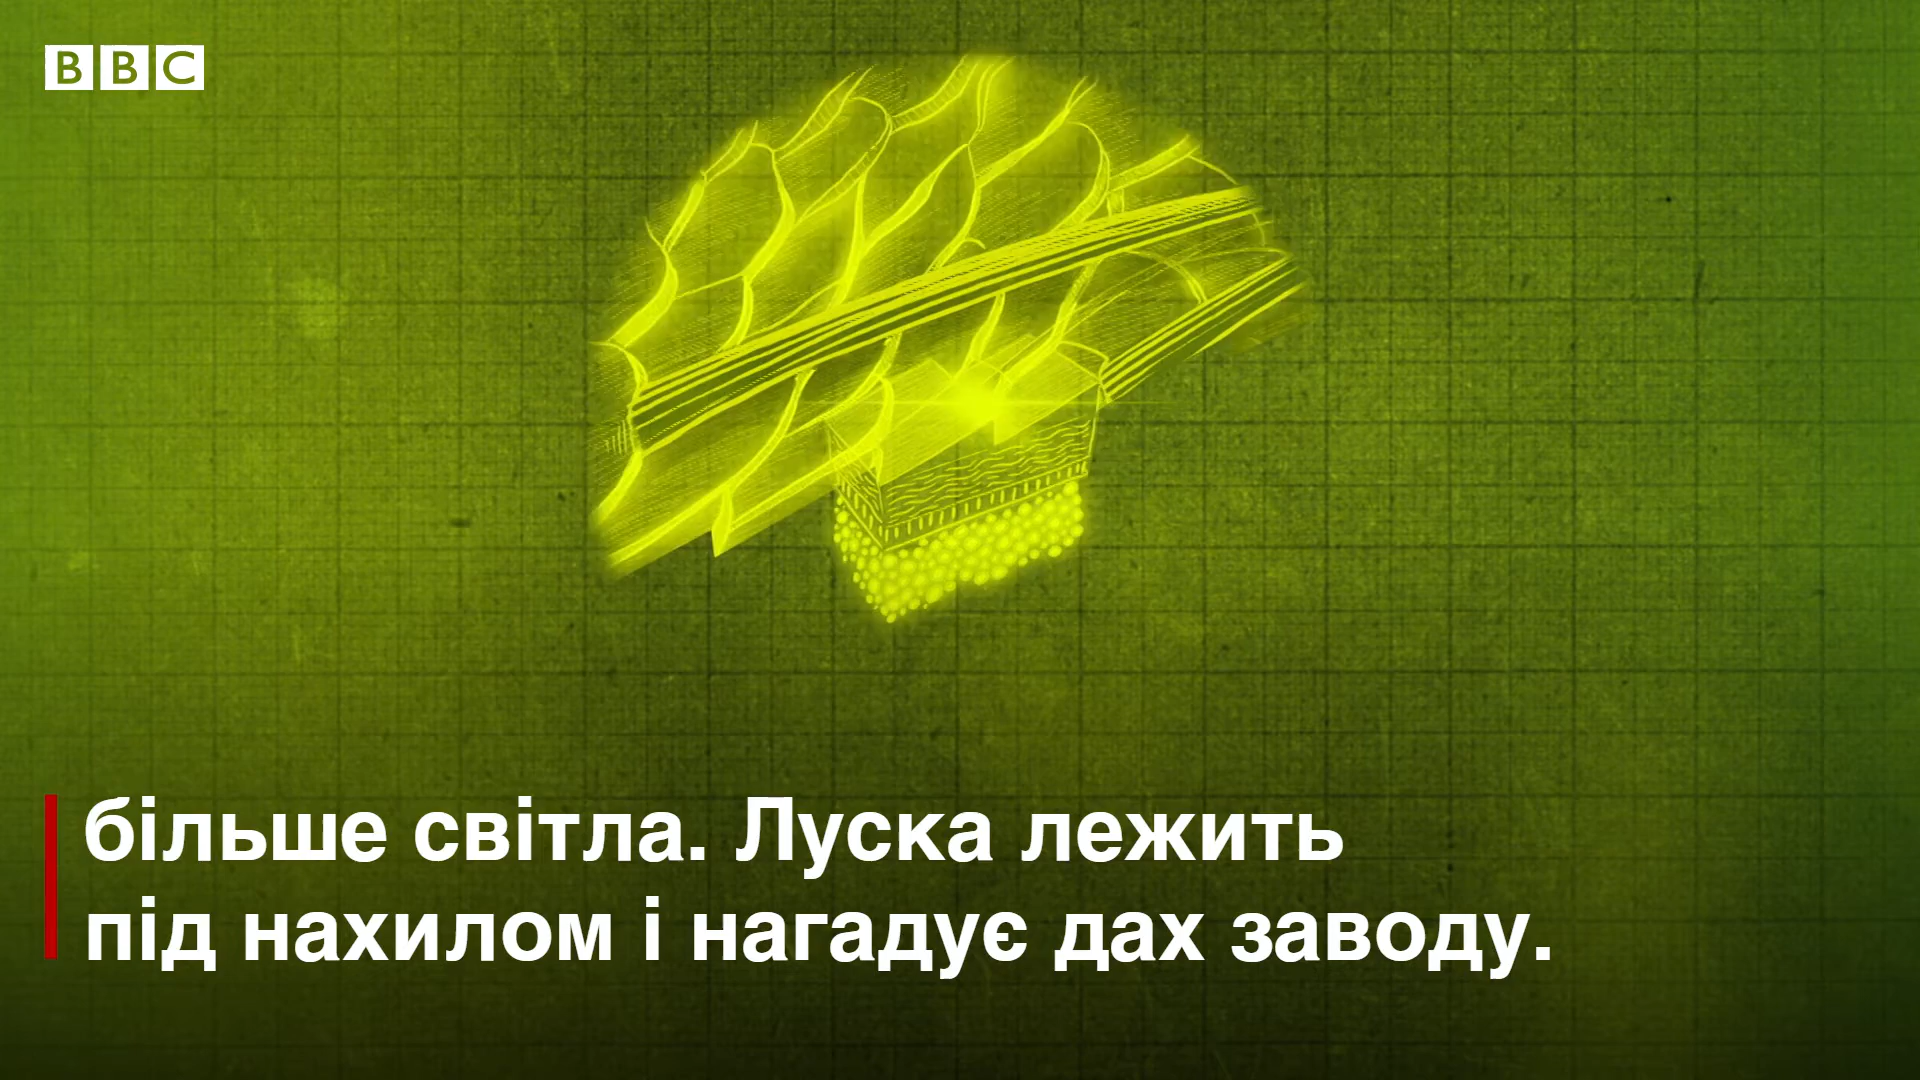 BBC
більше світла. Луска лежить
під нахилом і нагадує дах заводу.